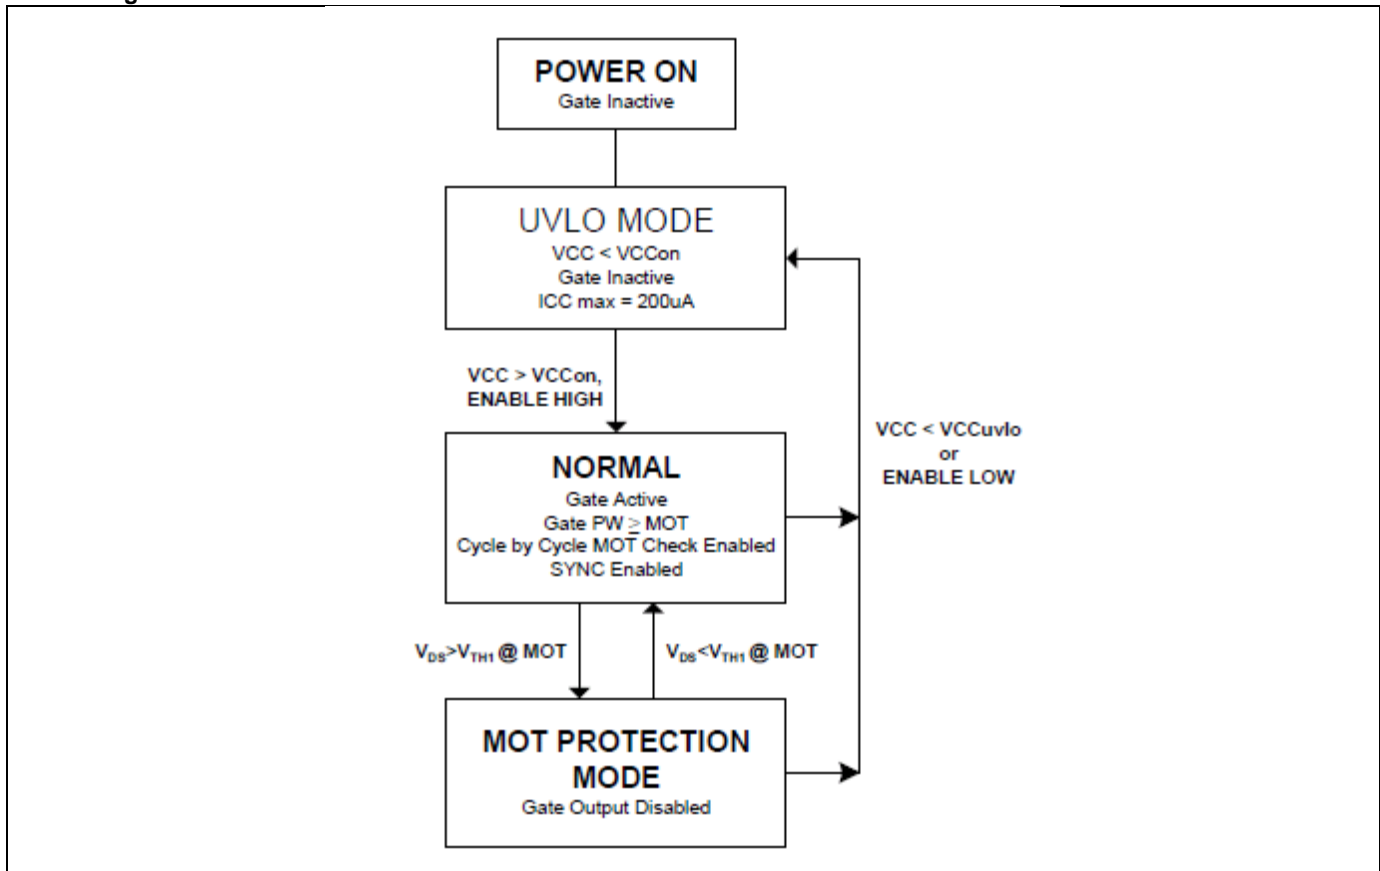 POWER ON
Gate Inactive
UVLO MODE
VCC < VCCon
Gate Inactive
ICC max = 200uA
VCC > VCCon,
ENABLE HIGH
VCC < VCCuvlo
or
ENABLE LOW
NORMAL
Gate Active
Gate PW ≥ MOT
Cycle by Cycle MOT Check Enabled
SYNC Enabled
VDS>VTH1 @ MOT
VDS<VTH1 @ MOT
MOT PROTECTION
MODE
Gate Output Disabled